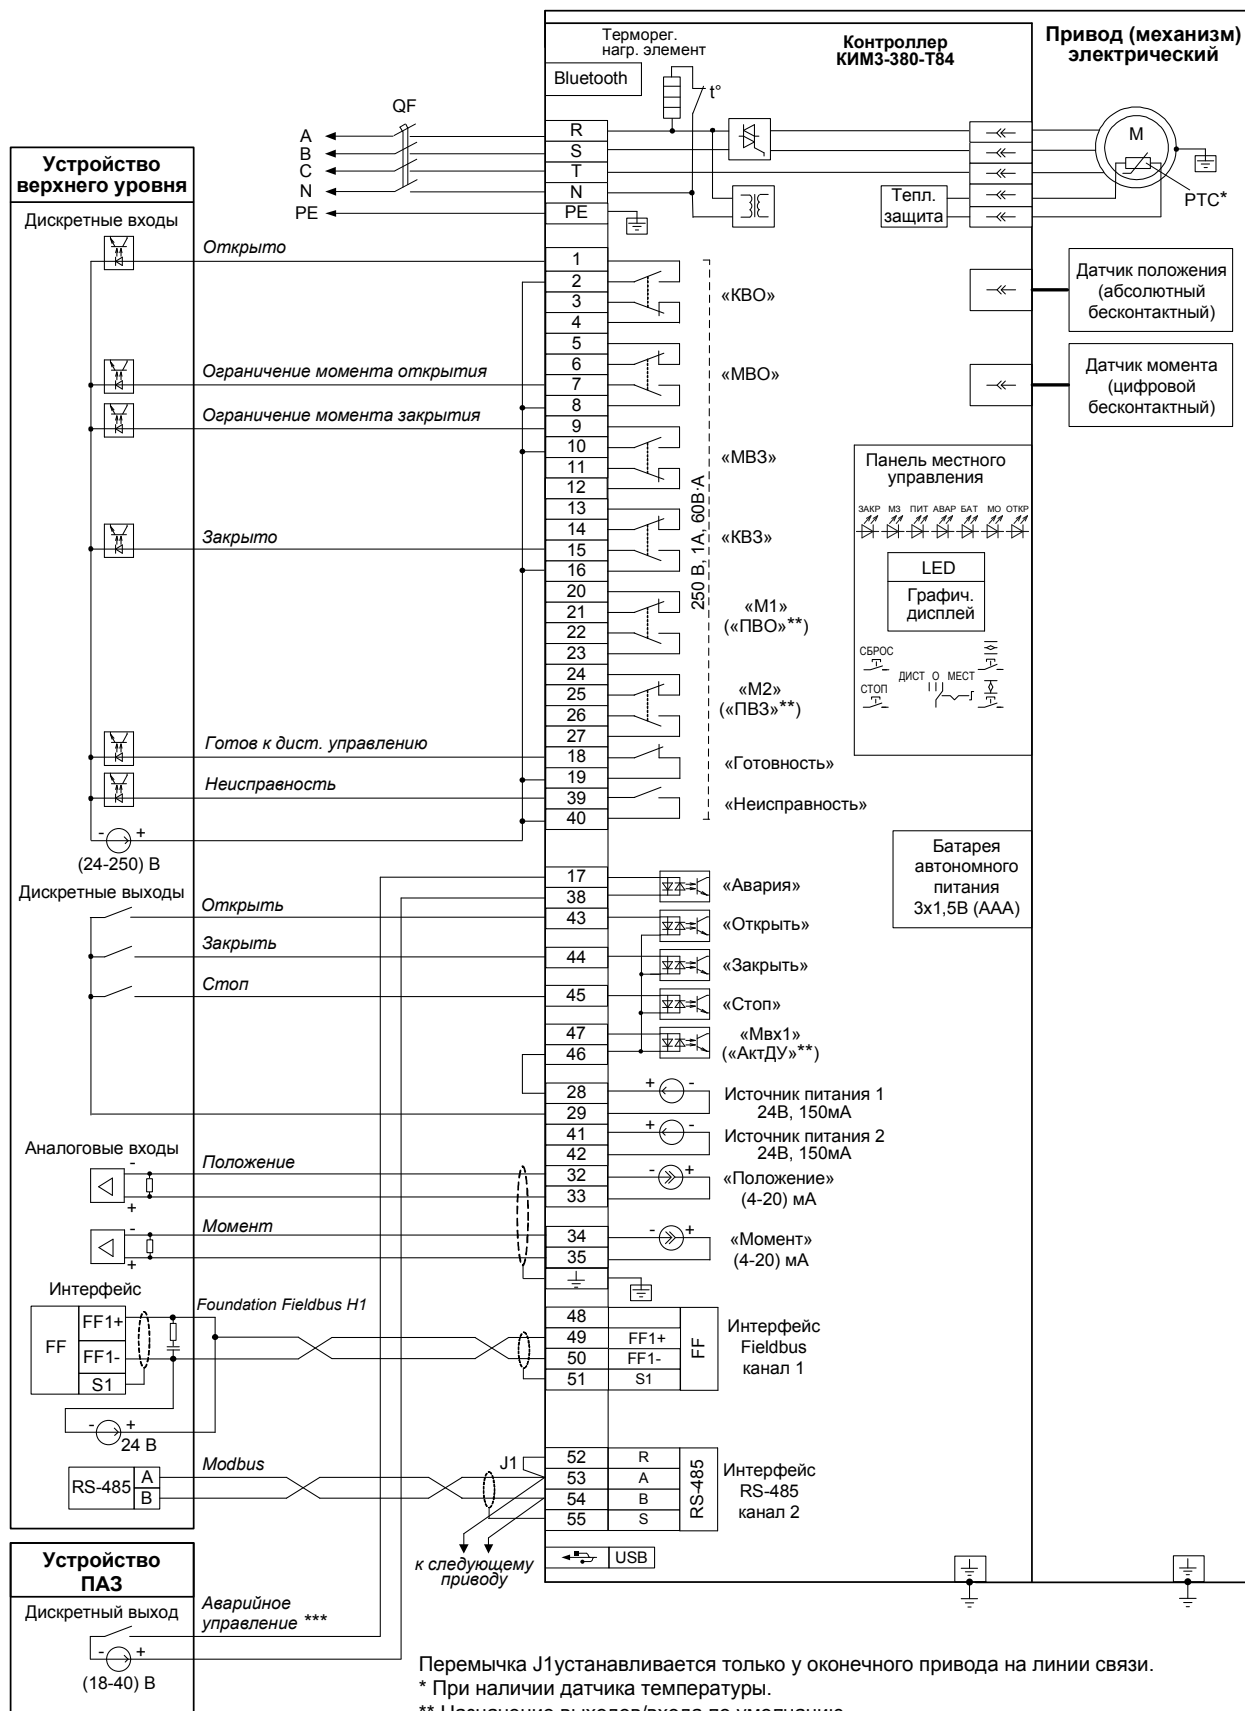 Терморег.
нагр. элемент
Контроллер
КИМ3-380-Т84
Привод (механизм)
электрический
Bluetooth
t°
QF
A
B
C
N
PE
R
S
T
N
PE
M
PTC*
Тепл.
защита
Устройство
верхнего уровня
Дискретные входы
Открыто
1
2
3
4
«КВО»
Датчик положения
(абсолютный
бесконтактный)
5
6
7
8
Ограничение момента открытия
«МВО»
Датчик момента
(цифровой
бесконтактный)
Ограничение момента закрытия
9
10
11
12
«МВЗ»
250 В, 1А, 60В·А
Панель местного
управления
ЗАКР МЗ ПИТ АВАР БАТ МО ОТКР
LED
Графич.
дисплей
СБРОС
СТОП
ДИСТ О МЕСТ
13
14
15
16
Закрыто
«КВЗ»
20
21
22
23
«М1»
(«ПВО»**)
24
25
26
27
«М2»
(«ПВЗ»**)
Готов к дист. управлению
18
19
«Готовность»
Неисправность
39
40
«Неисправность»
- +
(24-250) В
Батарея
автономного
питания
3х1,5В (ААА)
Дискретные выходы
17
38
«Авария»
Открыть
43
«Открыть»
Закрыть
44
«Закрыть»
Стоп
45
«Стоп»
47
46
«Мвх1»
(«АктДУ»**)
28
29
+ -
Источник питания 1
24В, 150мА
41
42
+ -
Источник питания 2
24В, 150мА
Аналоговые входы
-
+
Положение
32
33
- +
«Положение»
(4-20) мА
-
+
Момент
34
35
- +
«Момент»
(4-20) мА
Интерфейс
FF
FF1+
FF1-
S1
Foundation Fieldbus H1
48
49
50
51
FF1+
FF1-
S1
FF
Интерфейс
Fieldbus
канал 1
- +
24 В
RS-485
A
B
Modbus
J1
52
53
54
55
R
A
B
S
RS-485
Интерфейс
RS-485
канал 2
к следующему
приводу
USB
Устройство
ПАЗ
Дискретный выход
Аварийное
управление ***
- +
(18-40) В
Перемычка J1устанавливается только у оконечного привода на линии связи.
* При наличии датчика температуры.
** Назначение выходов/входа по умолчанию